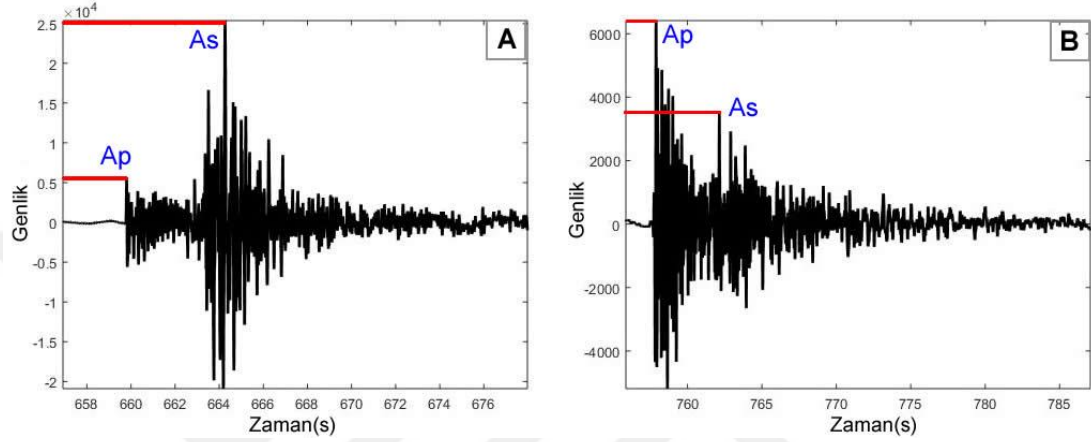 ×10⁴
A
As
Ap
2.5
2
1.5
1
0.5
0
-0.5
-1
-1.5
-2
Genlik
658 660 662 664 666 668 670 672 674 676
Zaman(s)
B
Ap
As
6000
4000
2000
0
-2000
-4000
Genlik
760 765 770 775 780 785
Zaman(s)